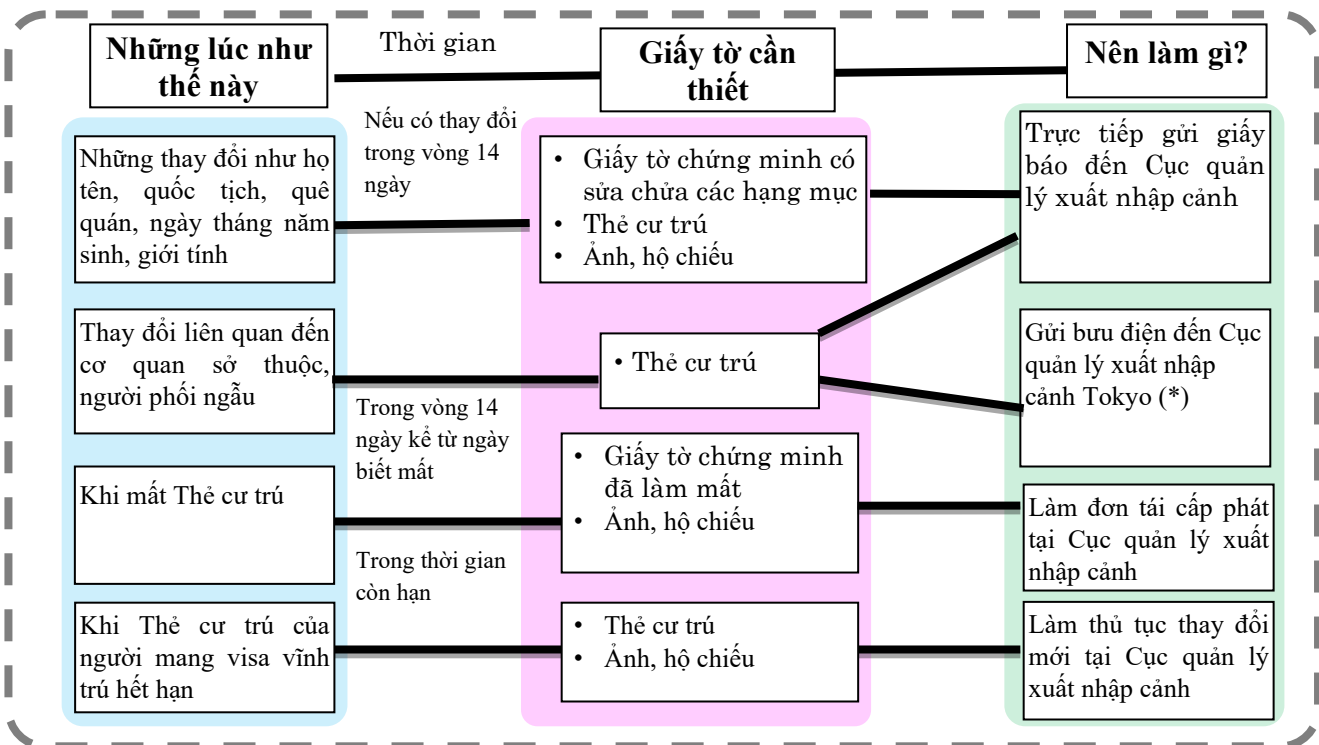 Những lúc như
thế này
Thời gian
Giấy tờ cần
thiết
Nên làm gì?
Những thay đổi như họ
tên, quốc tịch, quê
quán, ngày tháng năm
sinh, giới tính
Nếu có thay đổi
trong vòng 14
ngày
• Giấy tờ chứng minh có
sửa chửa các hạng mục
• Thẻ cư trú
• Ảnh, hộ chiếu
Trực tiếp gửi giấy
báo đến Cục quản
lý xuất nhập cảnh
Thay đổi liên quan đến
cơ quan sở thuộc,
người phối ngẫu
• Thẻ cư trú
Gửi bưu điện đến Cục
quản lý xuất nhập
cảnh Tokyo (*)
Trong vòng 14
ngày kể từ ngày
biết mất
Khi mất Thẻ cư trú
• Giấy tờ chứng minh
đã làm mất
• Ảnh, hộ chiếu
Làm đơn tái cấp phát
tại Cục quản lý xuất
nhập cảnh
Trong thời gian
còn hạn
Khi Thẻ cư trú của
người mang visa vĩnh
trú hết hạn
• Thẻ cư trú
• Ảnh, hộ chiếu
Làm thủ tục thay đổi
mới tại Cục quản lý
xuất nhập cảnh